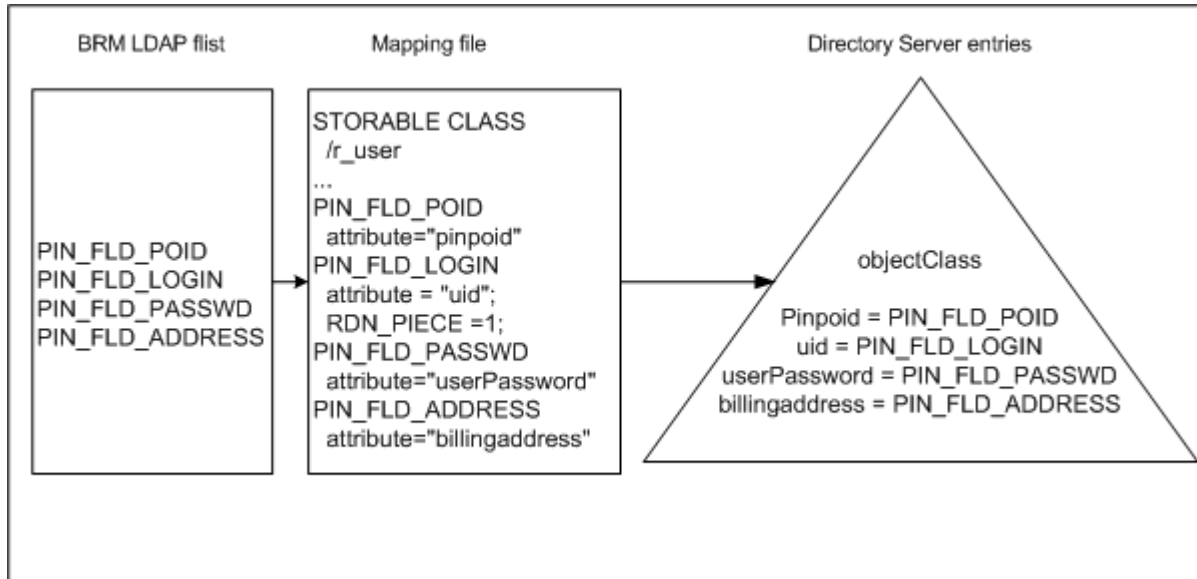 BRM LDAP flist
Mapping file
Directory Server entries
PIN_FLD_POID
PIN_FLD_LOGIN
PIN_FLD_PASSWD
PIN_FLD_ADDRESS
STORABLE CLASS
/r_user
...
PIN_FLD_POID
attribute="pinpoid"
PIN_FLD_LOGIN
attribute = "uid";
RDN_PIECE =1;
PIN_FLD_PASSWD
attribute="userPassword"
PIN_FLD_ADDRESS
attribute="billingaddress"
objectClass
Pinpoid = PIN_FLD_POID
uid = PIN_FLD_LOGIN
userPassword = PIN_FLD_PASSWD
billingaddress = PIN_FLD_ADDRESS